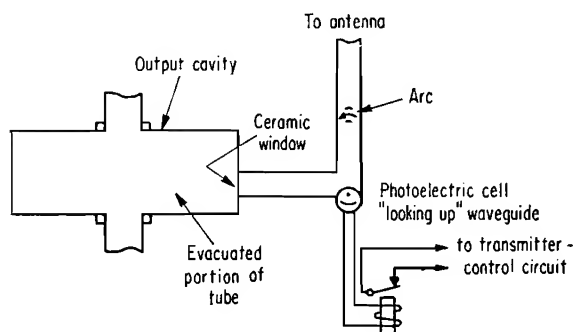 To antenna
Output cavity
Arc
Ceramic
window
Photoelectric cell
"looking up" waveguide
to transmitter -
control circuit
Evacuated
portion of
tube